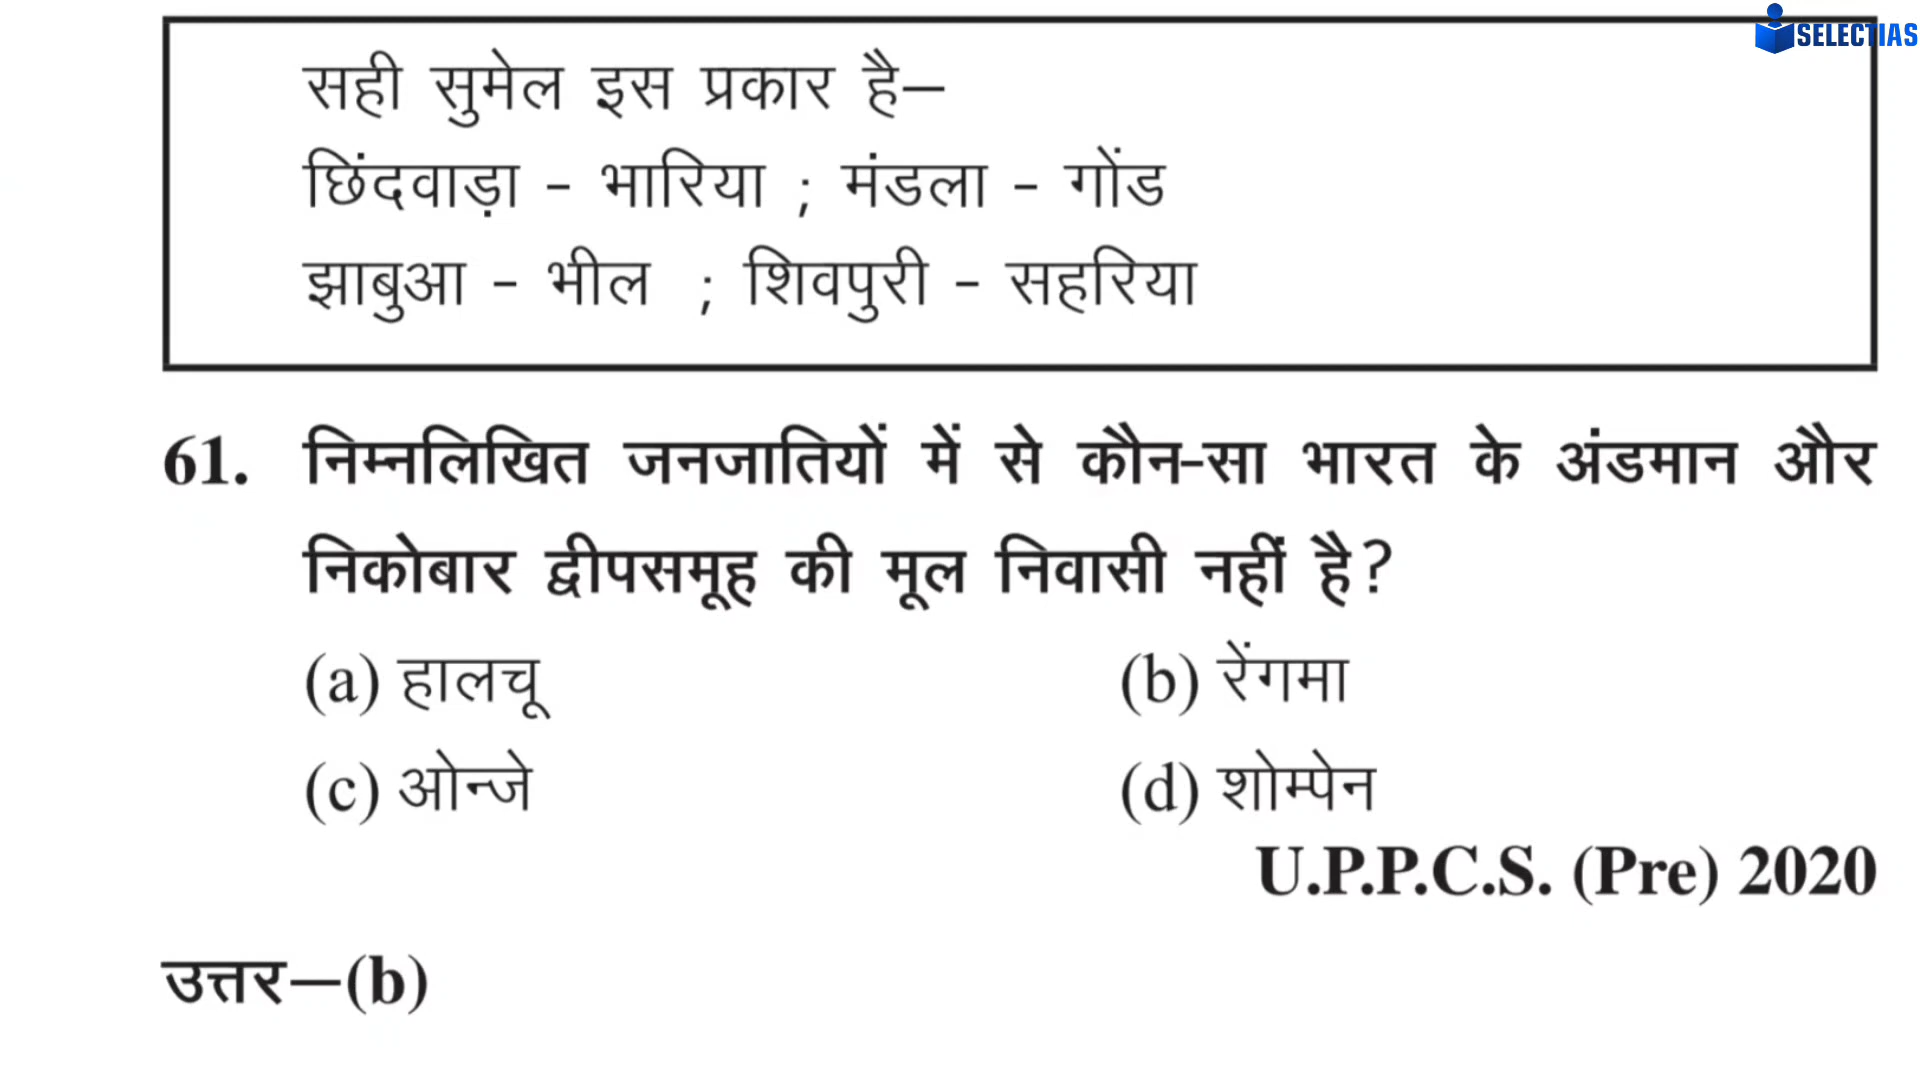 SELECTIAS
सही सुमेल इस प्रकार है–
छिंदवाड़ा - भारिया ; मंडला - गोंड
झाबुआ - भील ; शिवपुरी - सहरिया
61. निम्नलिखित जनजातियों में से कौन-सा भारत के अंडमान और
निकोबार द्वीपसमूह की मूल निवासी नहीं है?
(a) हालचू (b) रेंगमा
(c) ओन्जे (d) शोम्पेन
U.P.P.C.S. (Pre) 2020
उत्तर–(b)